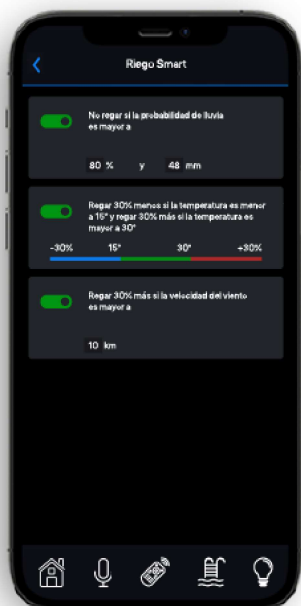 Riego Smart
No regar si la probabilidad de lluvia
es mayor a
80 % y 48 mm
Regar 30% menos si la temperatura es menor
a 15° y regar 30% más si la temperatura es
mayor a 30°
-30% 15° 30° +30%
Regar 30% más si la velocidad del viento
es mayor a
10 km